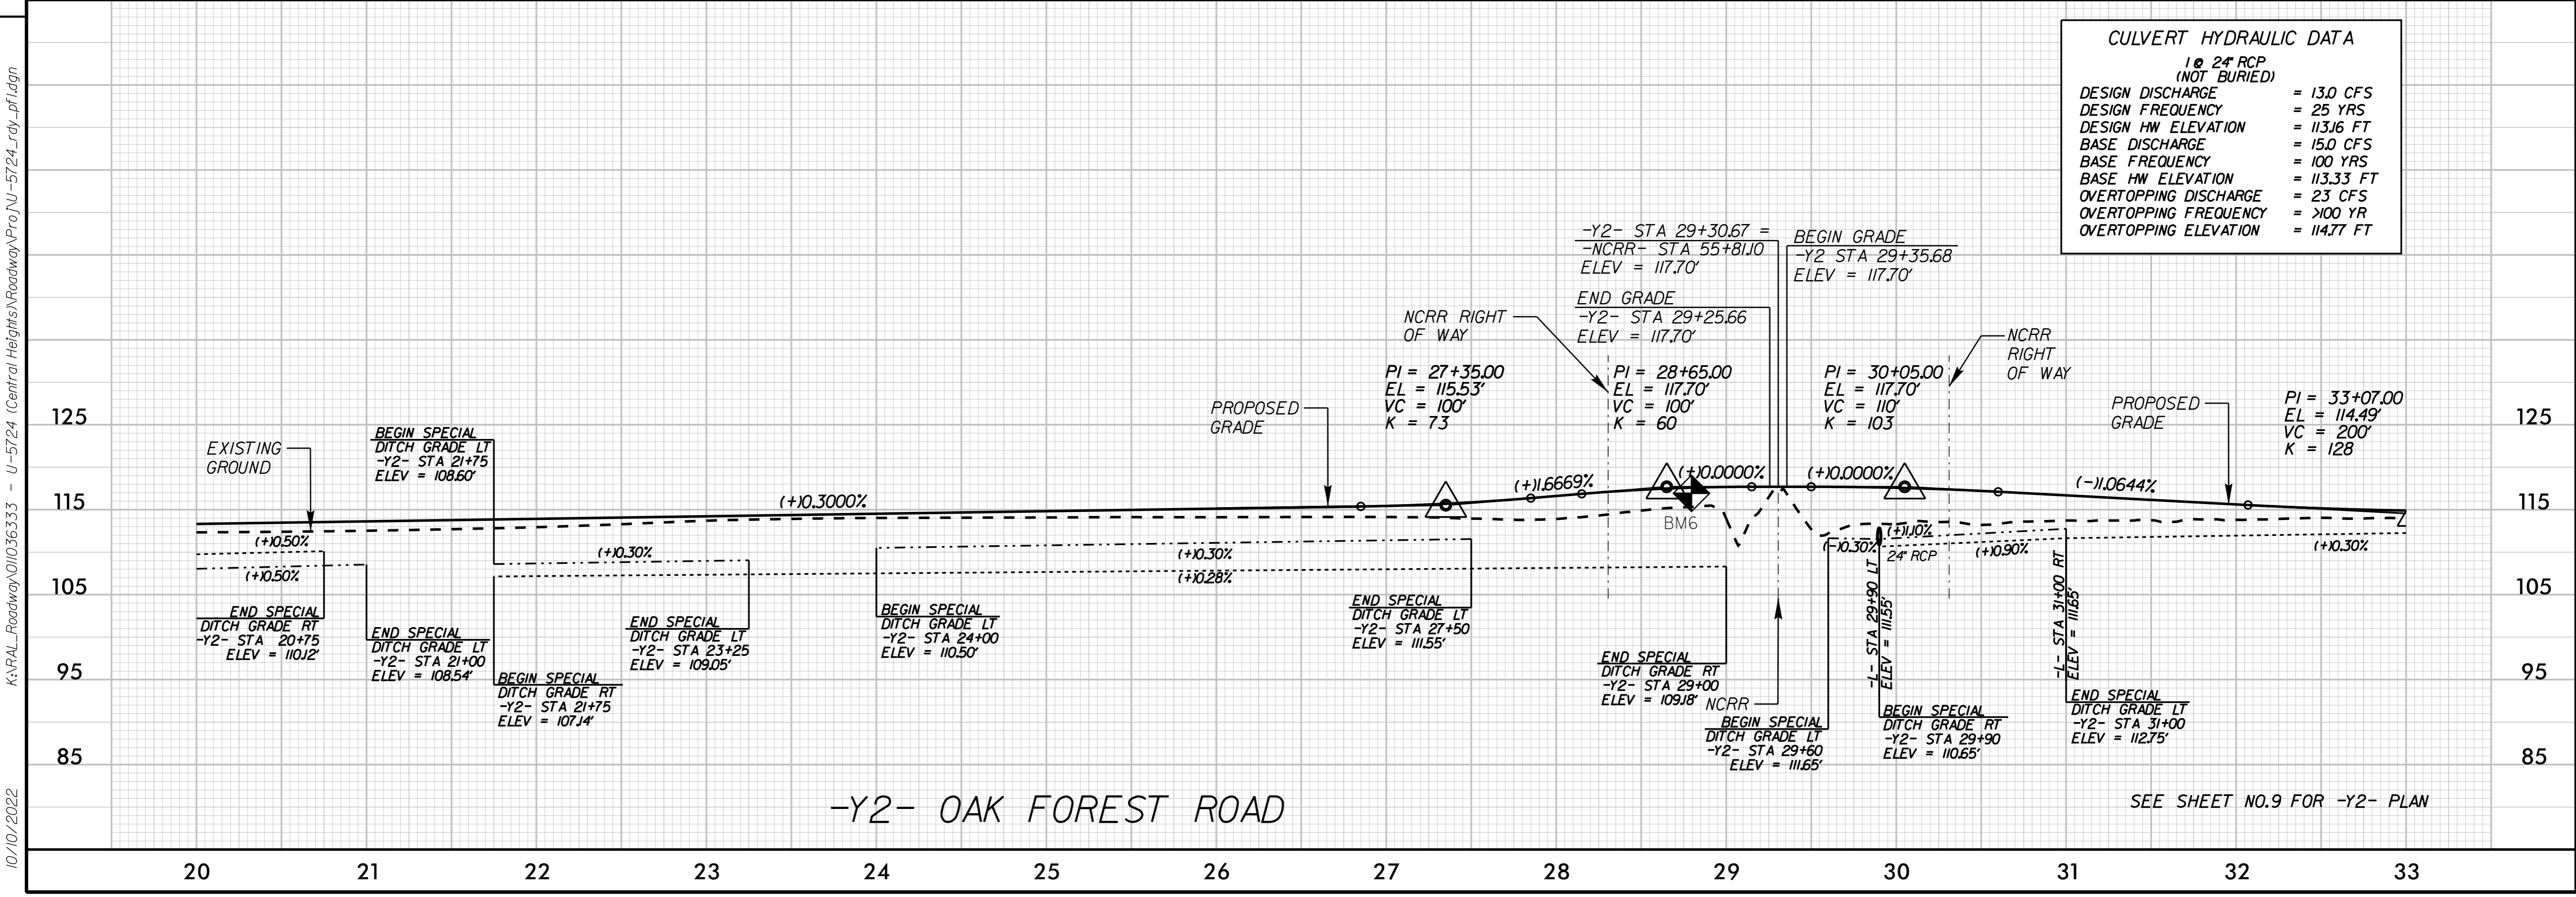 CULVERT HYDRAULIC DATA
1 @ 24" RCP
(NOT BURIED)
DESIGN DISCHARGE = 13.0 CFS
DESIGN FREQUENCY = 25 YRS
DESIGN HW ELEVATION = 113.16 FT
BASE DISCHARGE = 15.0 CFS
BASE FREQUENCY = 100 YRS
BASE HW ELEVATION = 113.33 FT
OVERTOPPING DISCHARGE = 23 CFS
OVERTOPPING FREQUENCY = >100 YR
OVERTOPPING ELEVATION = 114.77 FT
-Y2- STA 29+30.67 =
-NCRR- STA 55+81.10
ELEV = 117.70'
BEGIN GRADE
-Y2 STA 29+35.68
ELEV = 117.70'
END GRADE
-Y2- STA 29+25.66
ELEV = 117.70'
NCRR RIGHT
OF WAY
NCRR
RIGHT
OF WAY
PI = 27+35.00
EL = 115.53'
VC = 100'
K = 73
PI = 28+65.00
EL = 117.70'
VC = 100'
K = 60
PI = 30+05.00
EL = 117.70'
VC = 110'
K = 103
PI = 33+07.00
EL = 114.49'
VC = 200'
K = 128
PROPOSED
GRADE
PROPOSED
GRADE
EXISTING
GROUND
BEGIN SPECIAL
DITCH GRADE LT
-Y2- STA 21+75
ELEV = 108.60'
(+)0.3000%
(+)1.6669%
(+)0.0000%
(+)0.0000%
(-)1.0644%
BM6
(+)0.50%
(+)0.50%
(+)0.30%
(+)0.30%
(+)0.28%
(-)0.30%
(+)1.10%
24" RCP
(+)0.90%
(+)0.30%
END SPECIAL
DITCH GRADE RT
-Y2- STA 20+75
ELEV = 110.12'
END SPECIAL
DITCH GRADE LT
-Y2- STA 21+00
ELEV = 108.54'
BEGIN SPECIAL
DITCH GRADE RT
-Y2- STA 21+75
ELEV = 107.14'
END SPECIAL
DITCH GRADE LT
-Y2- STA 23+25
ELEV = 109.05'
BEGIN SPECIAL
DITCH GRADE LT
-Y2- STA 24+00
ELEV = 110.50'
END SPECIAL
DITCH GRADE LT
-Y2- STA 27+50
ELEV = 111.55'
END SPECIAL
DITCH GRADE RT
-Y2- STA 29+00
ELEV = 109.18'
NCRR
BEGIN SPECIAL
DITCH GRADE LT
-Y2- STA 29+60
ELEV = 111.65'
-L- STA 29+90 LT
ELEV = 111.55'
BEGIN SPECIAL
DITCH GRADE RT
-Y2- STA 29+90
ELEV = 110.65'
-L- STA 31+00 RT
ELEV = 111.65'
END SPECIAL
DITCH GRADE LT
-Y2- STA 31+00
ELEV = 112.75'
125
115
105
95
85
125
115
105
95
85
-Y2- OAK FOREST ROAD
SEE SHEET NO.9 FOR -Y2- PLAN
20 21 22 23 24 25 26 27 28 29 30 31 32 33
K:\RAL_Roadway\011036333 - U-5724 (Central Heights)\Roadway\Proj\U-5724_rdy_pfl.dgn
10/10/2022